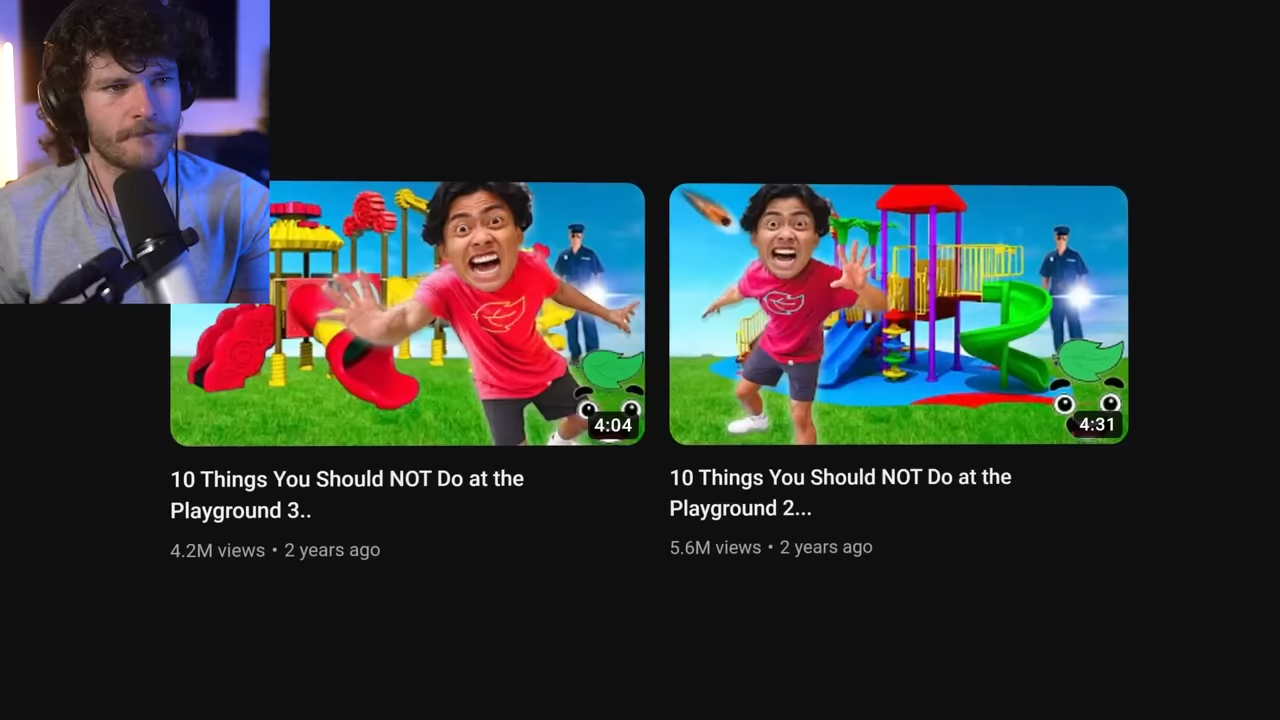 4:04
4:31
10 Things You Should NOT Do at the
Playground 3..
4.2M views • 2 years ago
10 Things You Should NOT Do at the
Playground 2...
5.6M views • 2 years ago